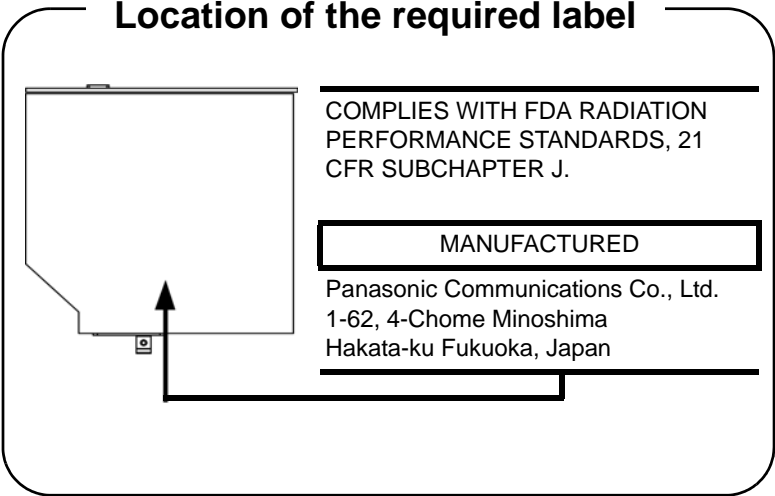 Location of the required label
COMPLIES WITH FDA RADIATION
PERFORMANCE STANDARDS, 21
CFR SUBCHAPTER J.
MANUFACTURED
Panasonic Communications Co., Ltd.
1-62, 4-Chome Minoshima
Hakata-ku Fukuoka, Japan